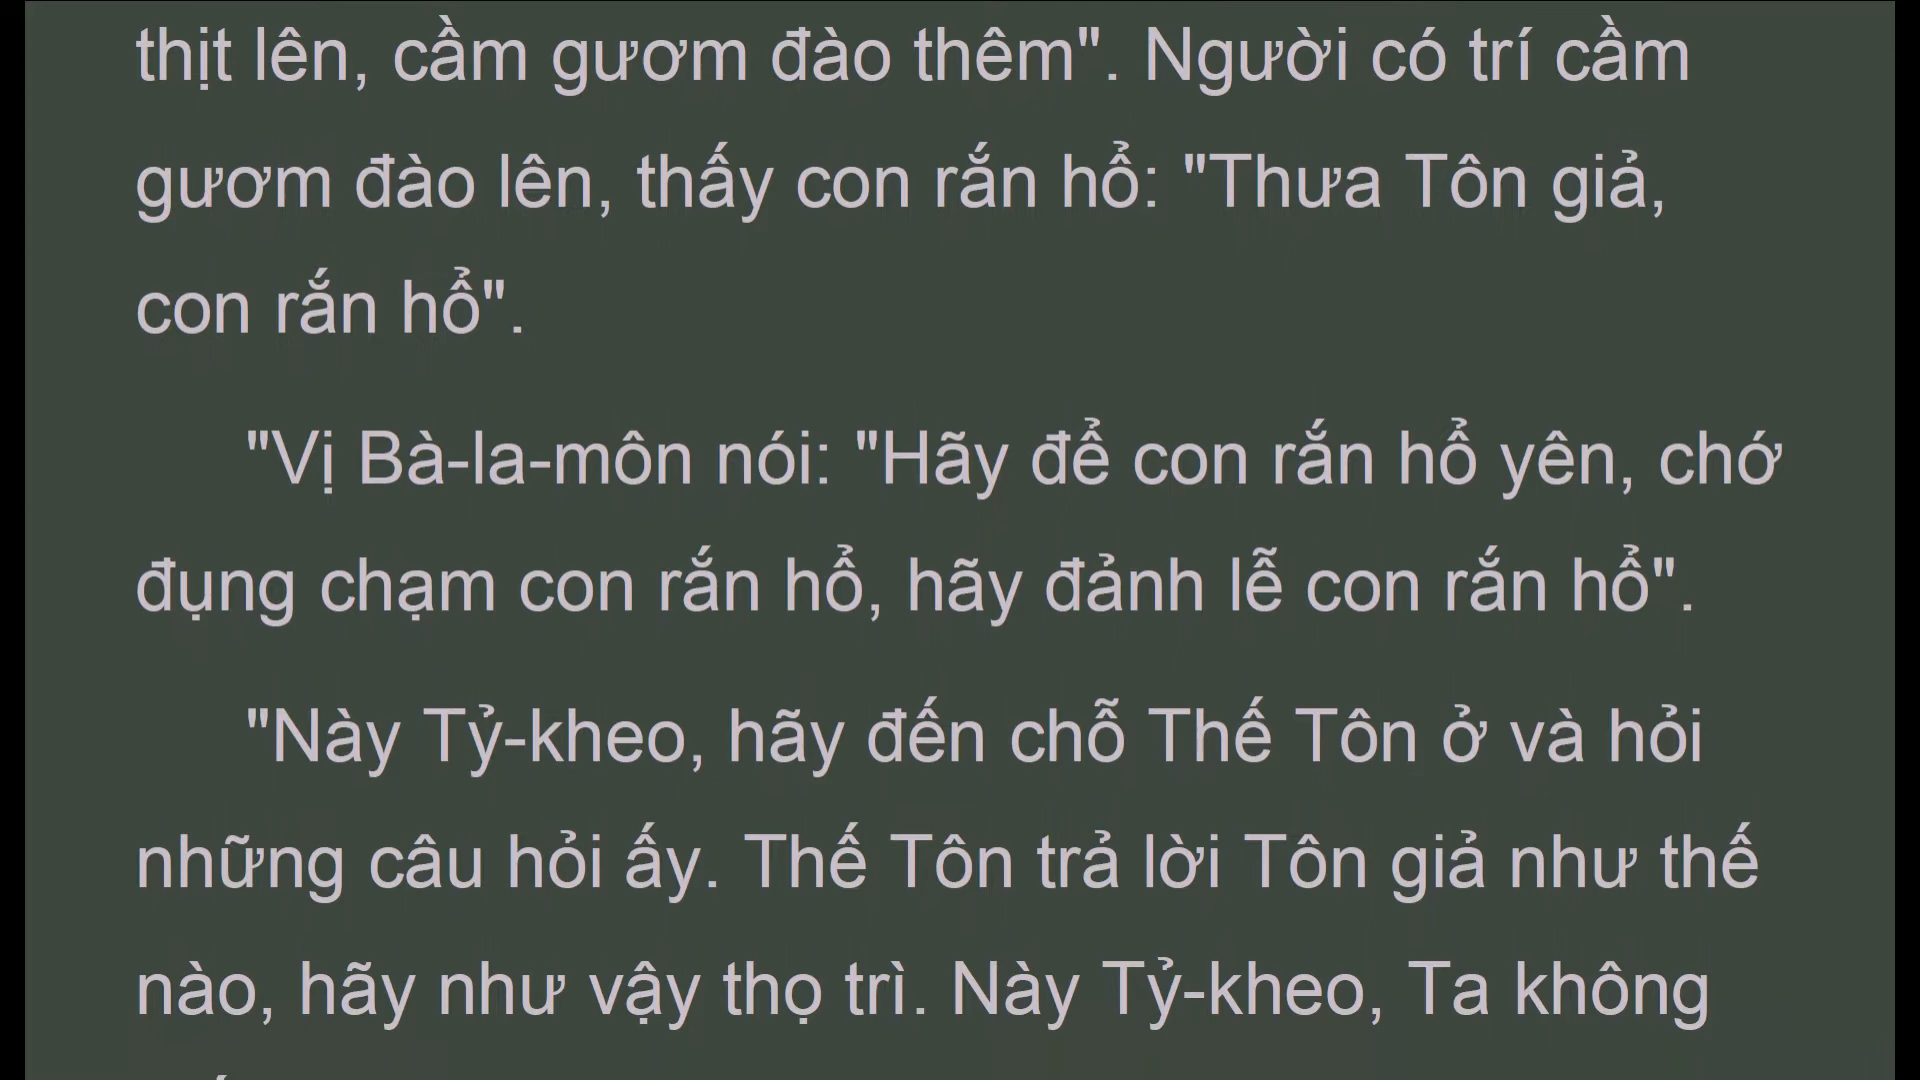 thịt lên, cầm gươm đào thêm". Người có trí cầm
gươm đào lên, thấy con rắn hổ: "Thưa Tôn giả,
con rắn hổ".
"Vị Bà-la-môn nói: "Hãy để con rắn hổ yên, chớ
đụng chạm con rắn hổ, hãy đảnh lễ con rắn hổ".
"Này Tỷ-kheo, hãy đến chỗ Thế Tôn ở và hỏi
những câu hỏi ấy. Thế Tôn trả lời Tôn giả như thế
nào, hãy như vậy thọ trì. Này Tỷ-kheo, Ta không